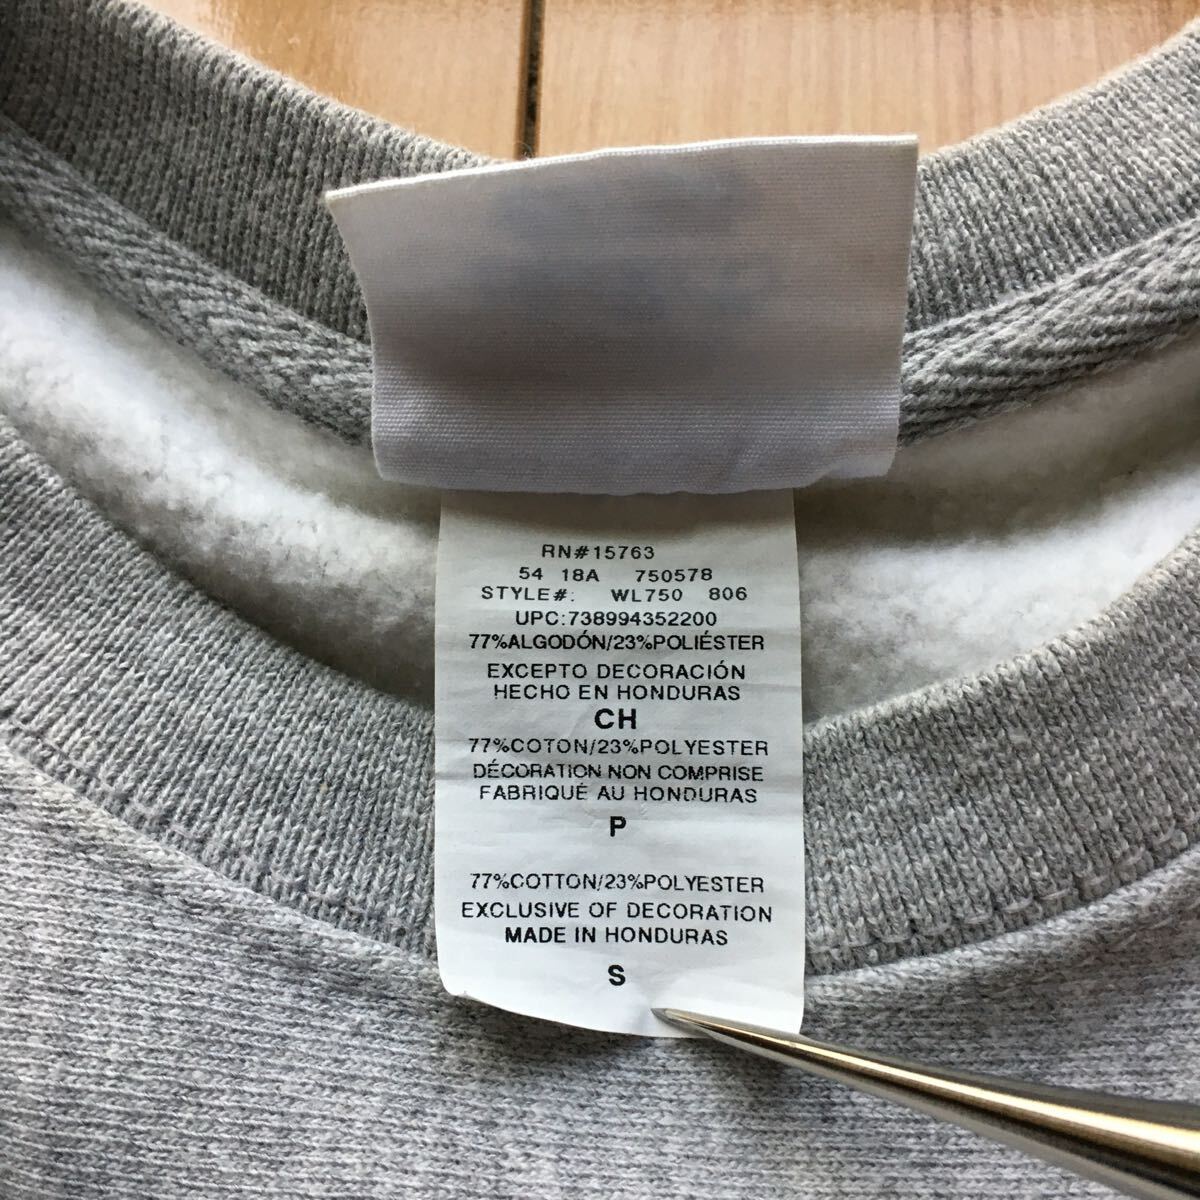 RN#15763
54 18A 750578
STYLE#: WL750 806
UPC:738994352200
77%ALGODÓN/23%POLIÉSTER
EXCEPTO DECORACIÓN
HECHO EN HONDURAS
CH
77%COTON/23%POLYESTER
DÉCORATION NON COMPRISE
FABRIQUÉ AU HONDURAS
P
77%COTTON/23%POLYESTER
EXCLUSIVE OF DECORATION
MADE IN HONDURAS
S